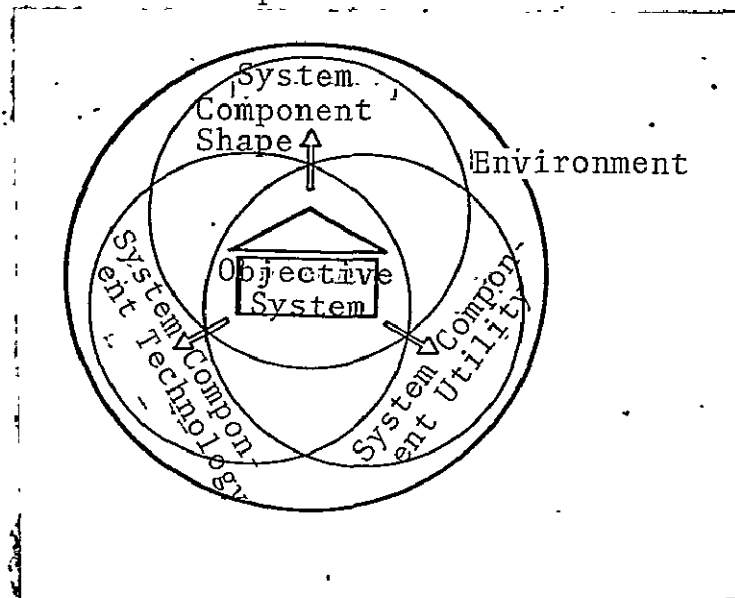 System
Component
Shape
Environment
Objective
System
System Compon-
ent Technology
System Compon-
ent Utility